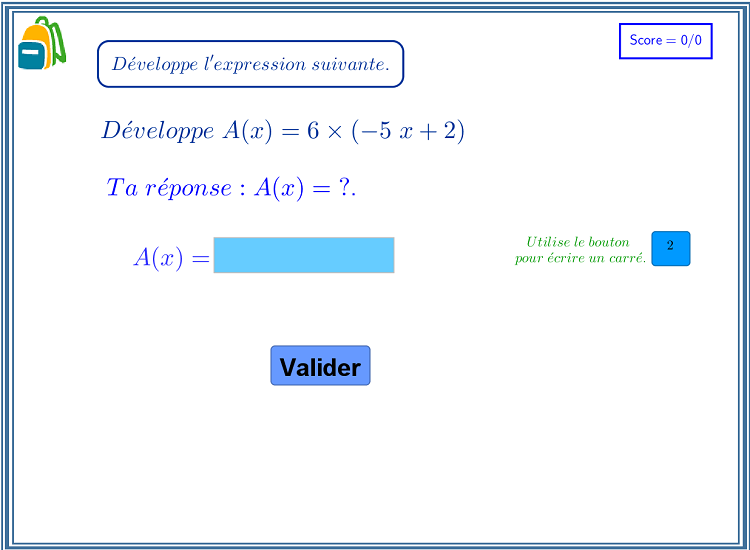 Score = 0/0
Développe l'expression suivante.
Développe A(x) = 6 × (−5 x + 2)
Ta réponse : A(x) = ?.
A(x) =
Utilise le bouton
pour écrire un carré.
2
Valider